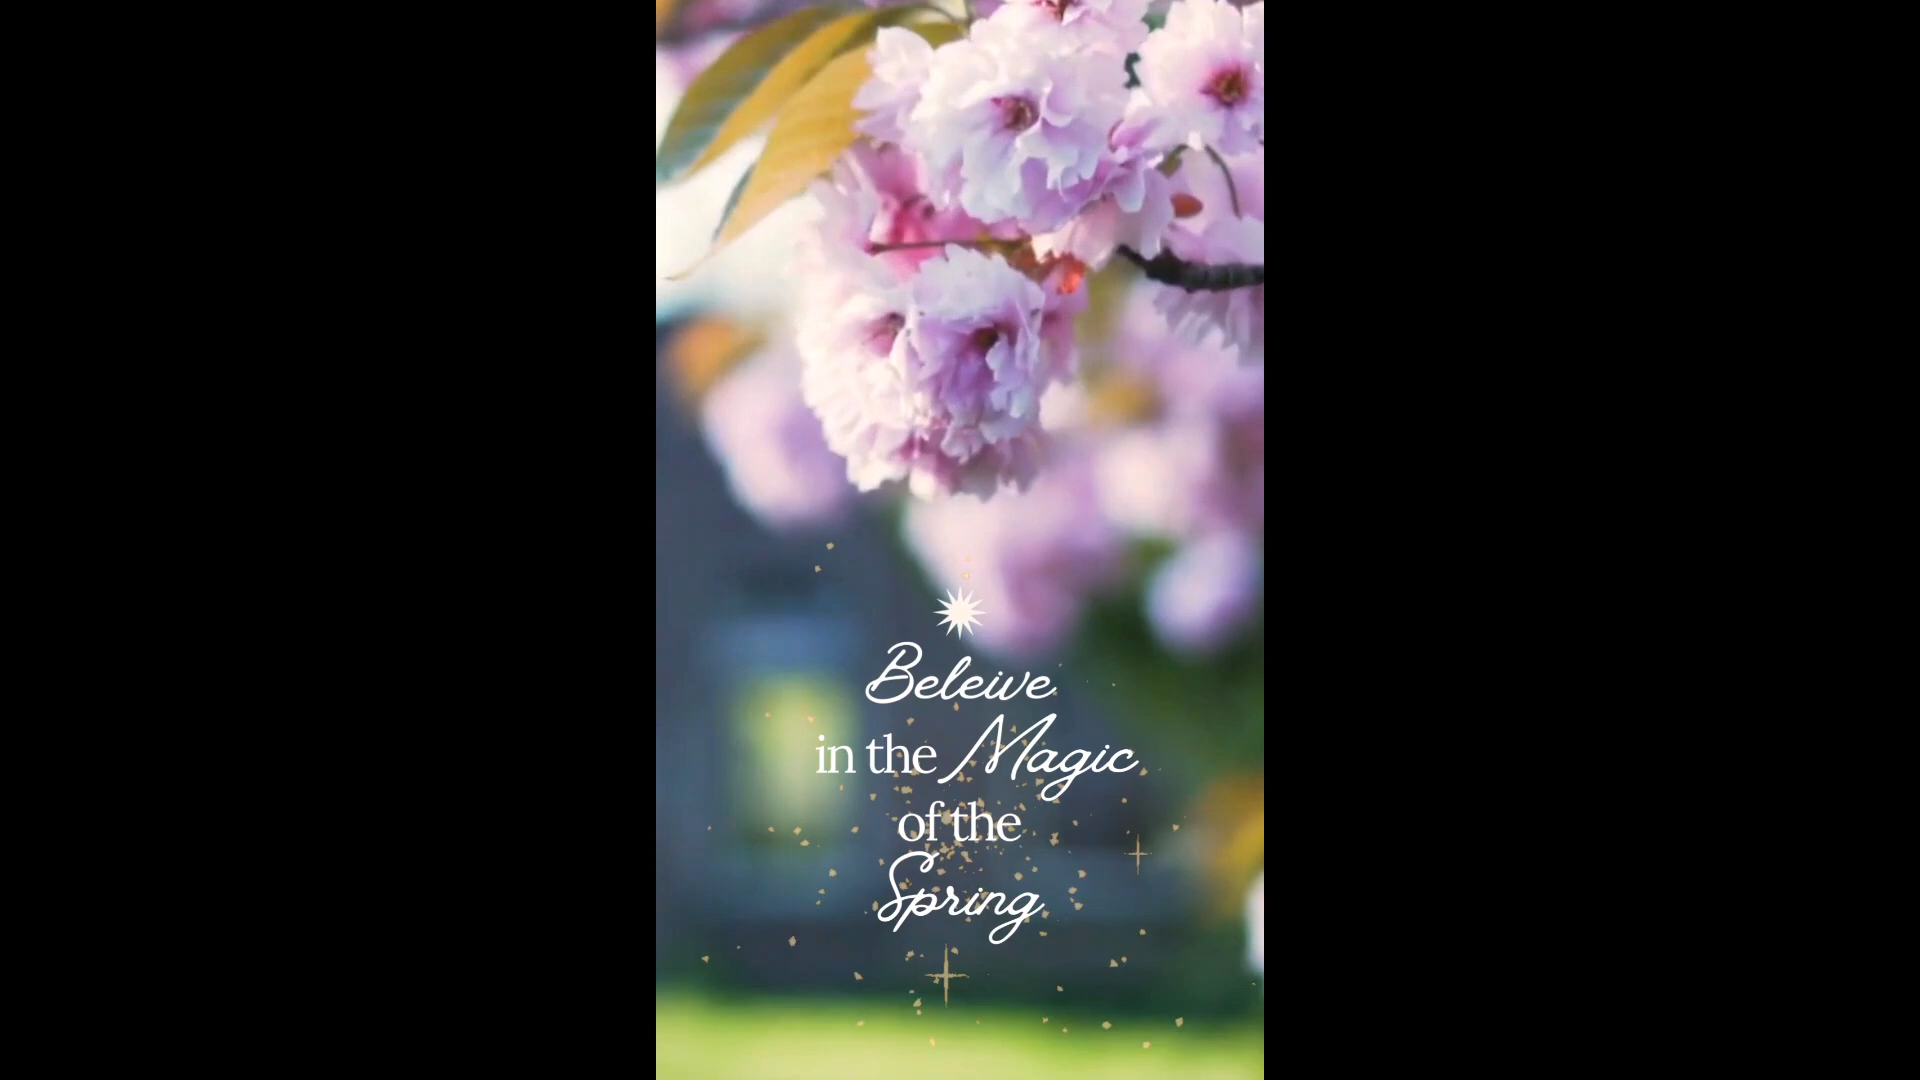 Beleive
in the Magic
of the
Spring